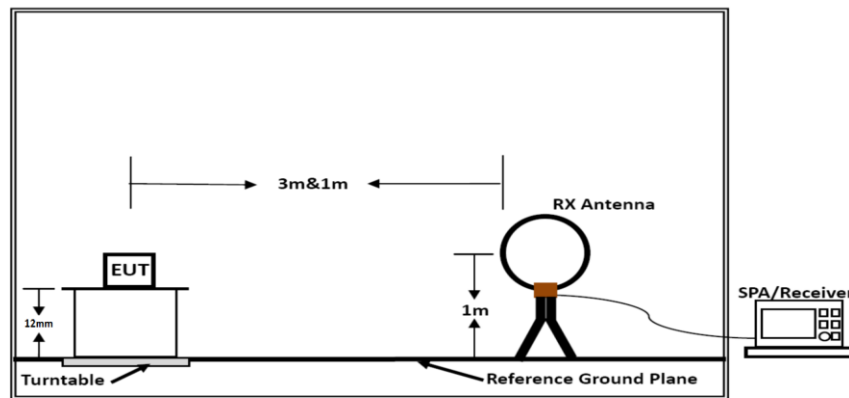 3m&1m
RX Antenna
EUT
1m
SPA/Receiver
12mm
Turntable
Reference Ground Plane